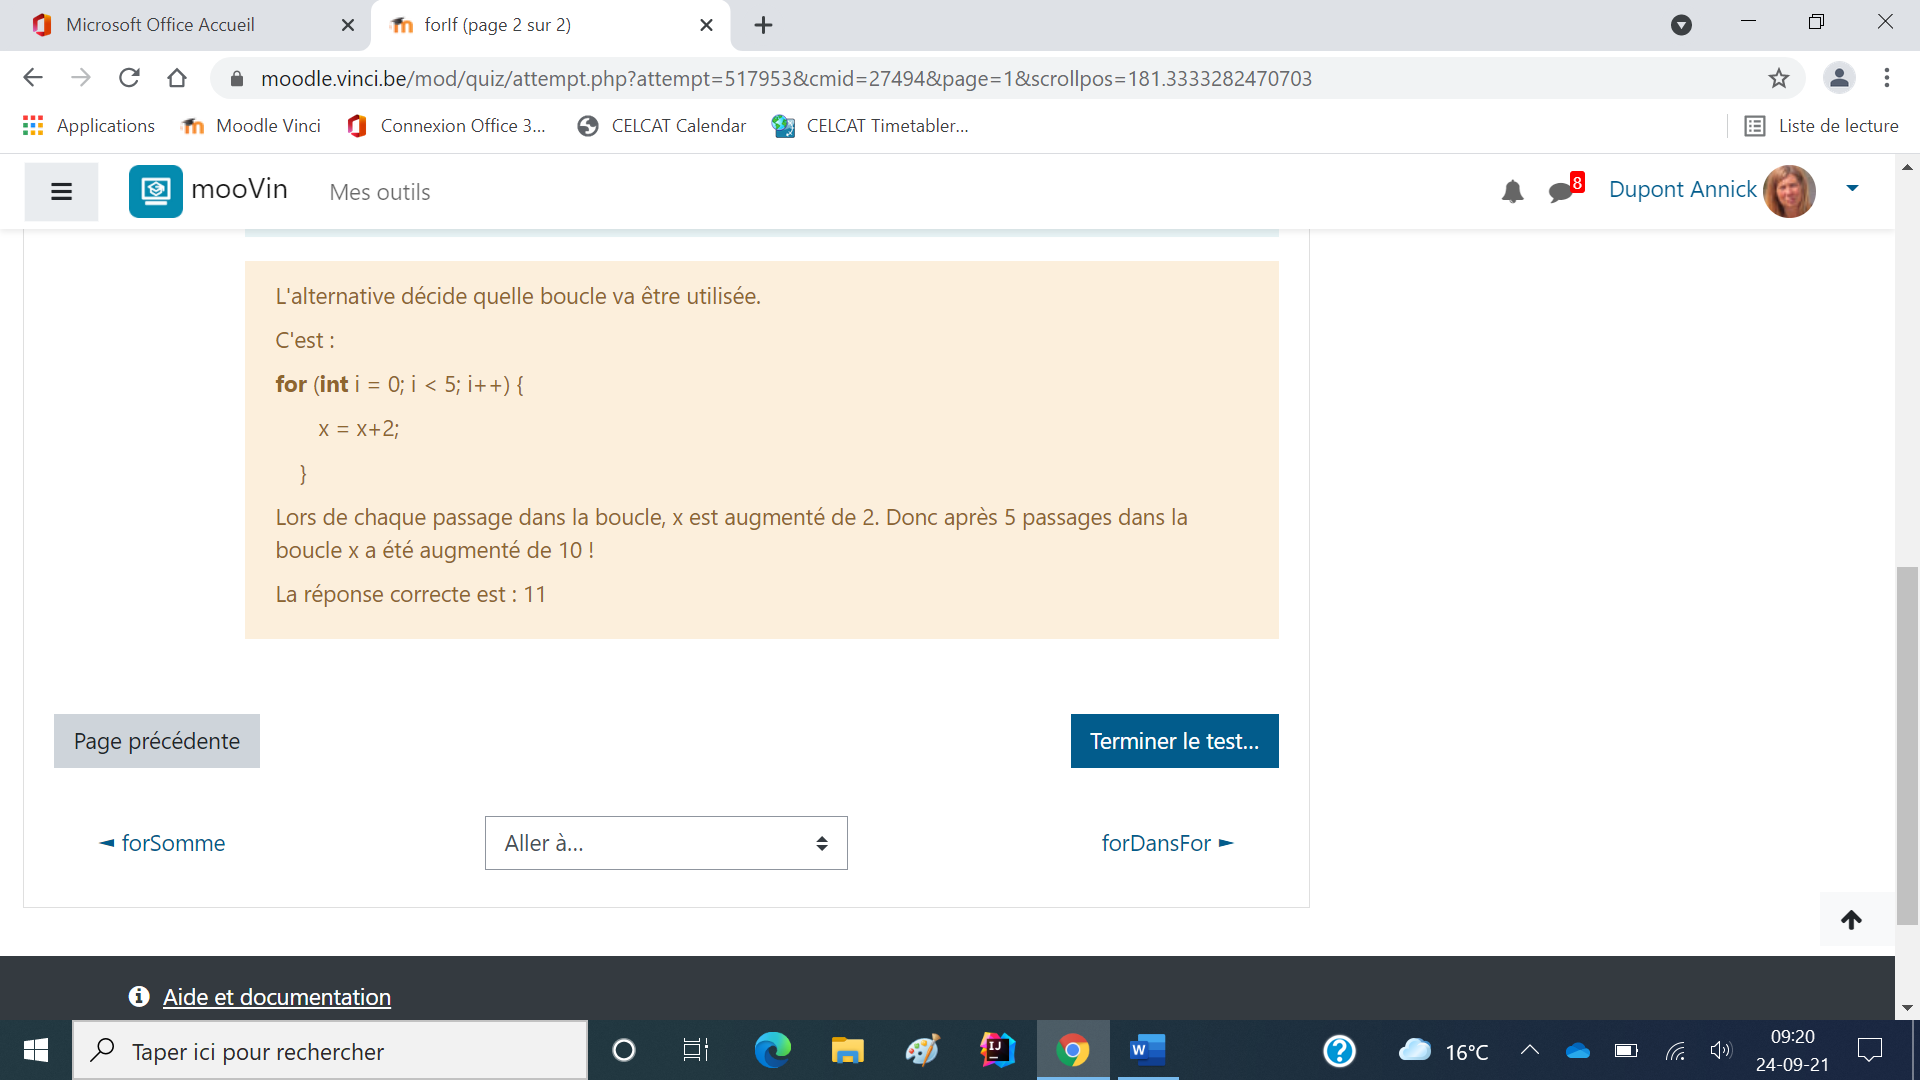 Microsoft Office Accueil
forIf (page 2 sur 2)
moodle.vinci.be/mod/quiz/attempt.php?attempt=517953&cmid=27494&page=1&scrollpos=181.3333282470703
Applications
Moodle Vinci
Connexion Office 3...
CELCAT Calendar
CELCAT Timetabler...
Liste de lecture
mooVin
Mes outils
8
Dupont Annick
L'alternative décide quelle boucle va être utilisée.
C'est :
for (int i = 0; i < 5; i++) {
x = x+2;
}
Lors de chaque passage dans la boucle, x est augmenté de 2. Donc après 5 passages dans la
boucle x a été augmenté de 10 !
La réponse correcte est : 11
Page précédente
Terminer le test...
◄ forSomme
Aller à...
forDansFor ►
Aide et documentation
Taper ici pour rechercher
IJ
W
16°C
09:20
24-09-21